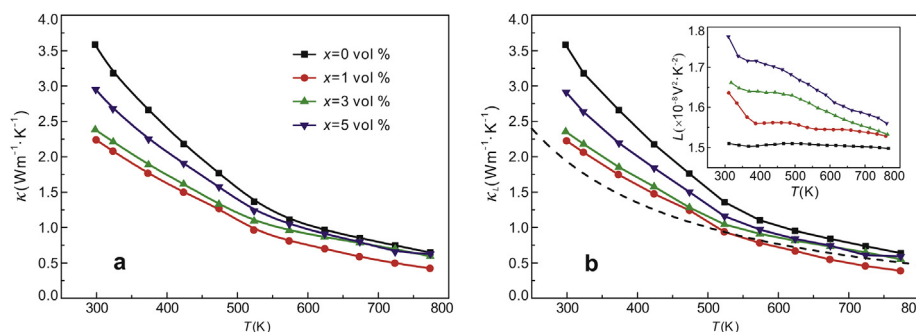 4.0
3.5
3.0
2.5
2.0
1.5
1.0
0.5
0.0
κ(Wm⁻¹·K⁻¹)
x=0 vol %
x=1 vol %
x=3 vol %
x=5 vol %
a
300 400 500 600 700 800
T(K)
4.0
3.5
3.0
2.5
2.0
1.5
1.0
0.5
0.0
κL(Wm⁻¹·K⁻¹)
1.8
1.7
1.6
1.5
L(×10⁻⁸V²·K⁻²)
300 400 500 600 700 800
T(K)
b
300 400 500 600 700 800
T(K)